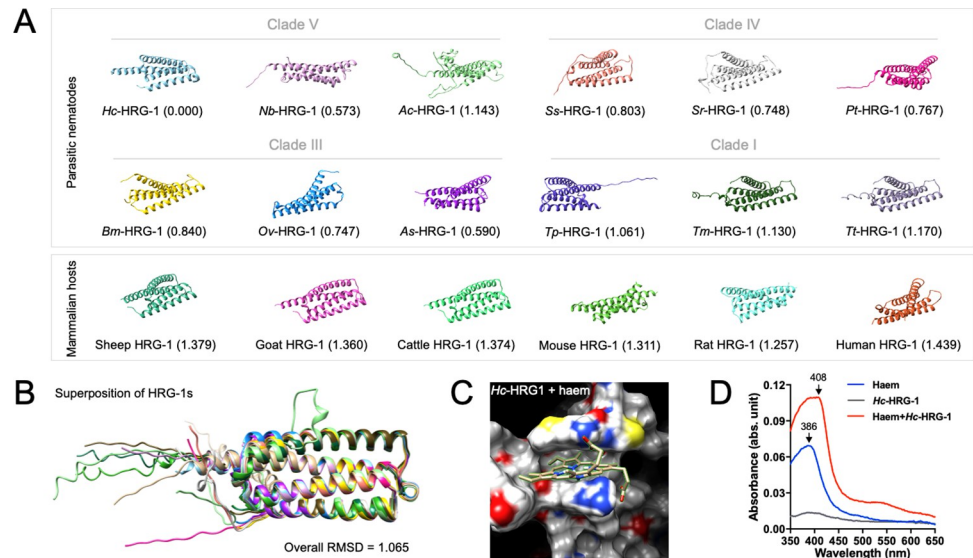 A
Clade V
Clade IV
Parasitic nematodes
Hc-HRG-1 (0.000)
Nb-HRG-1 (0.573)
Ac-HRG-1 (1.143)
Ss-HRG-1 (0.803)
Sr-HRG-1 (0.748)
Pt-HRG-1 (0.767)
Clade III
Clade I
Bm-HRG-1 (0.840)
Ov-HRG-1 (0.747)
As-HRG-1 (0.590)
Tp-HRG-1 (1.061)
Tm-HRG-1 (1.130)
Tt-HRG-1 (1.170)
Mammalian hosts
Sheep HRG-1 (1.379)
Goat HRG-1 (1.360)
Cattle HRG-1 (1.374)
Mouse HRG-1 (1.311)
Rat HRG-1 (1.257)
Human HRG-1 (1.439)
B
Superposition of HRG-1s
Overall RMSD = 1.065
C
Hc-HRG1 + haem
D
408
386
Haem
Hc-HRG-1
Haem+Hc-HRG-1
Absorbance (abs. unit)
0.12
0.09
0.06
0.03
0.00
350 400 450 500 550 600 650
Wavelength (nm)